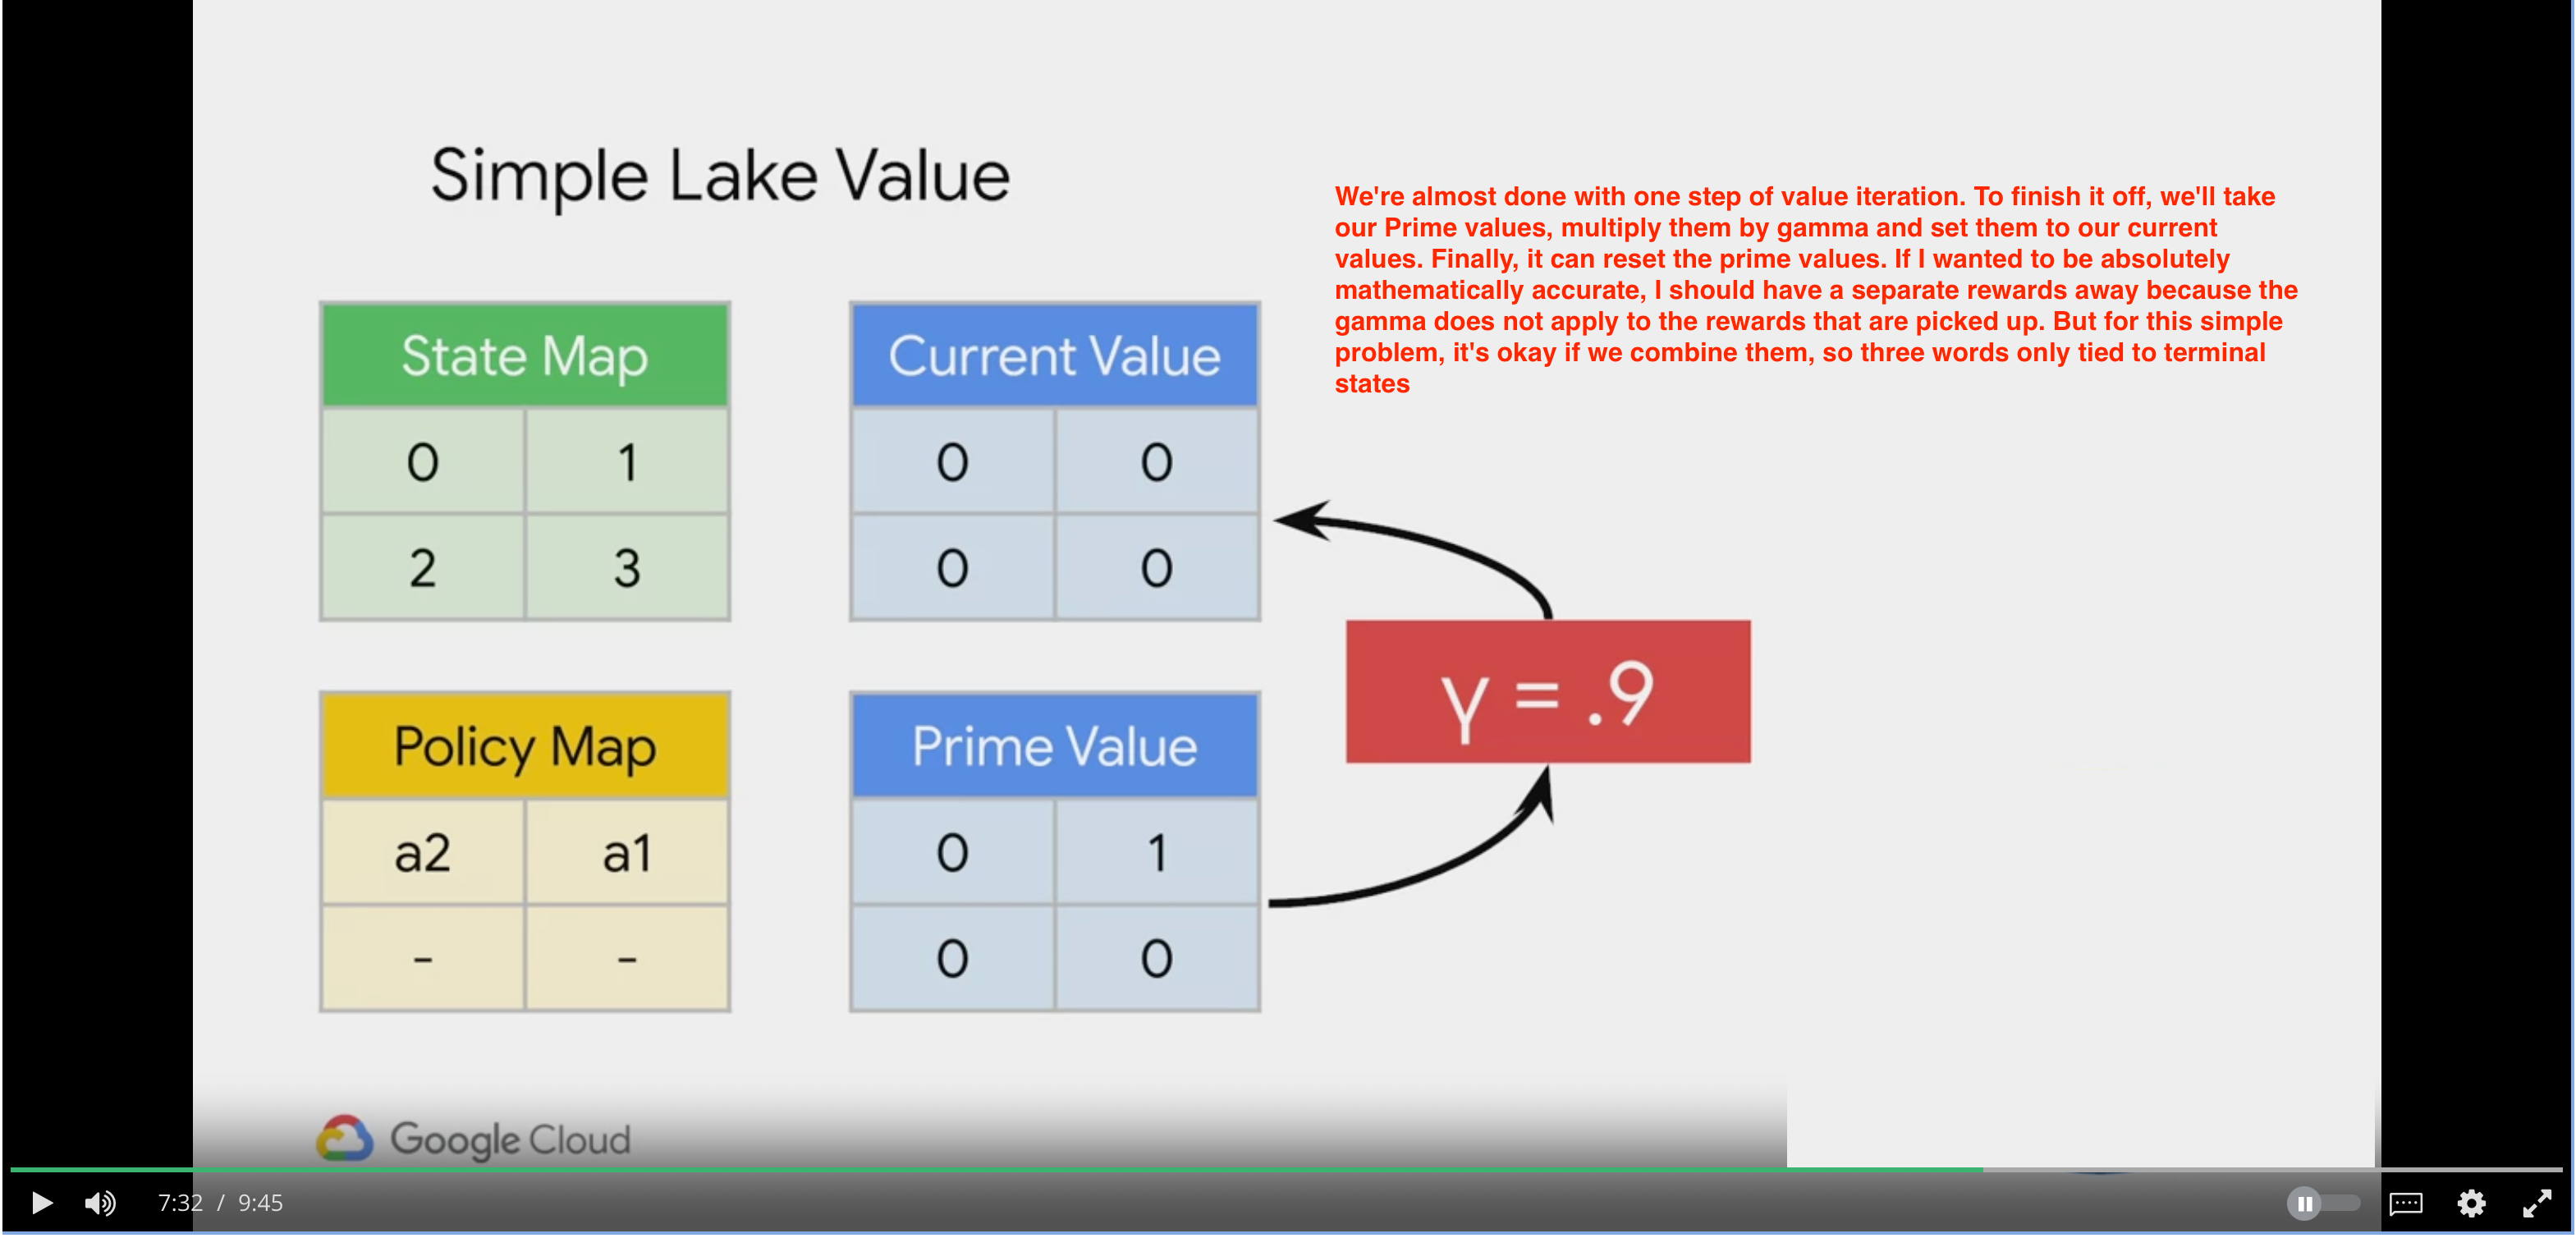 Simple Lake Value
We're almost done with one step of value iteration. To finish it off, we'll take
our Prime values, multiply them by gamma and set them to our current
values. Finally, it can reset the prime values. If I wanted to be absolutely
mathematically accurate, I should have a separate rewards away because the
gamma does not apply to the rewards that are picked up. But for this simple
problem, it's okay if we combine them, so three words only tied to terminal
states
State Map
0 1
2 3
Current Value
0 0
0 0
γ = .9
Policy Map
a2 a1
- -
Prime Value
0 1
0 0
Google Cloud
7:32 / 9:45